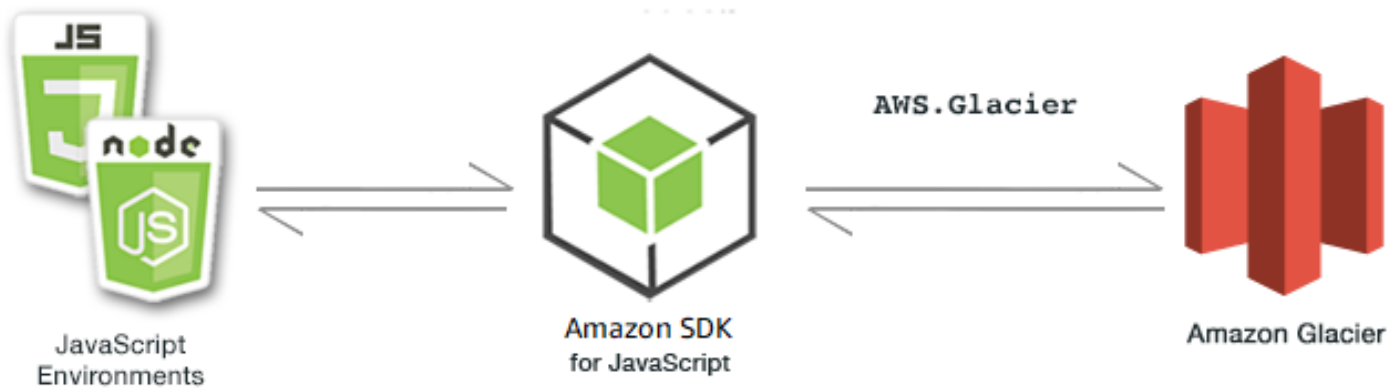 JS
node
JS
JavaScript
Environments
Amazon SDK
for JavaScript
AWS.Glacier
Amazon Glacier